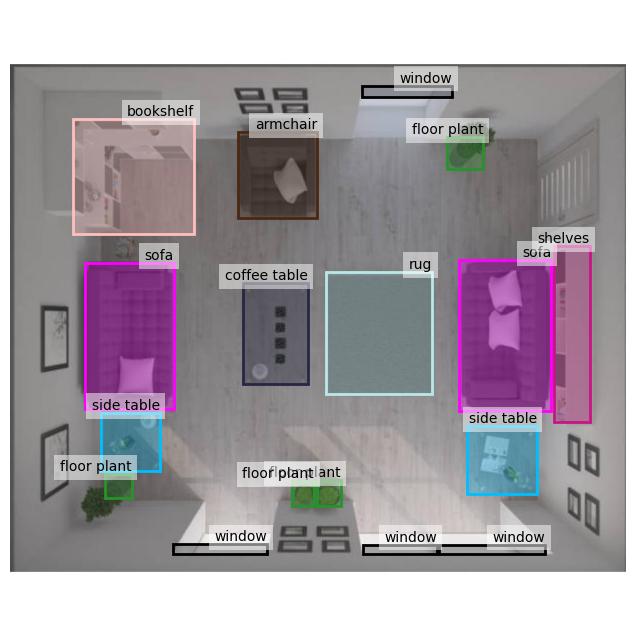 window
bookshelf
armchair
floor plant
shelves
sofa
sofa
rug
coffee table
side table
side table
floor plant
floor plant
floor plant
window
window
window